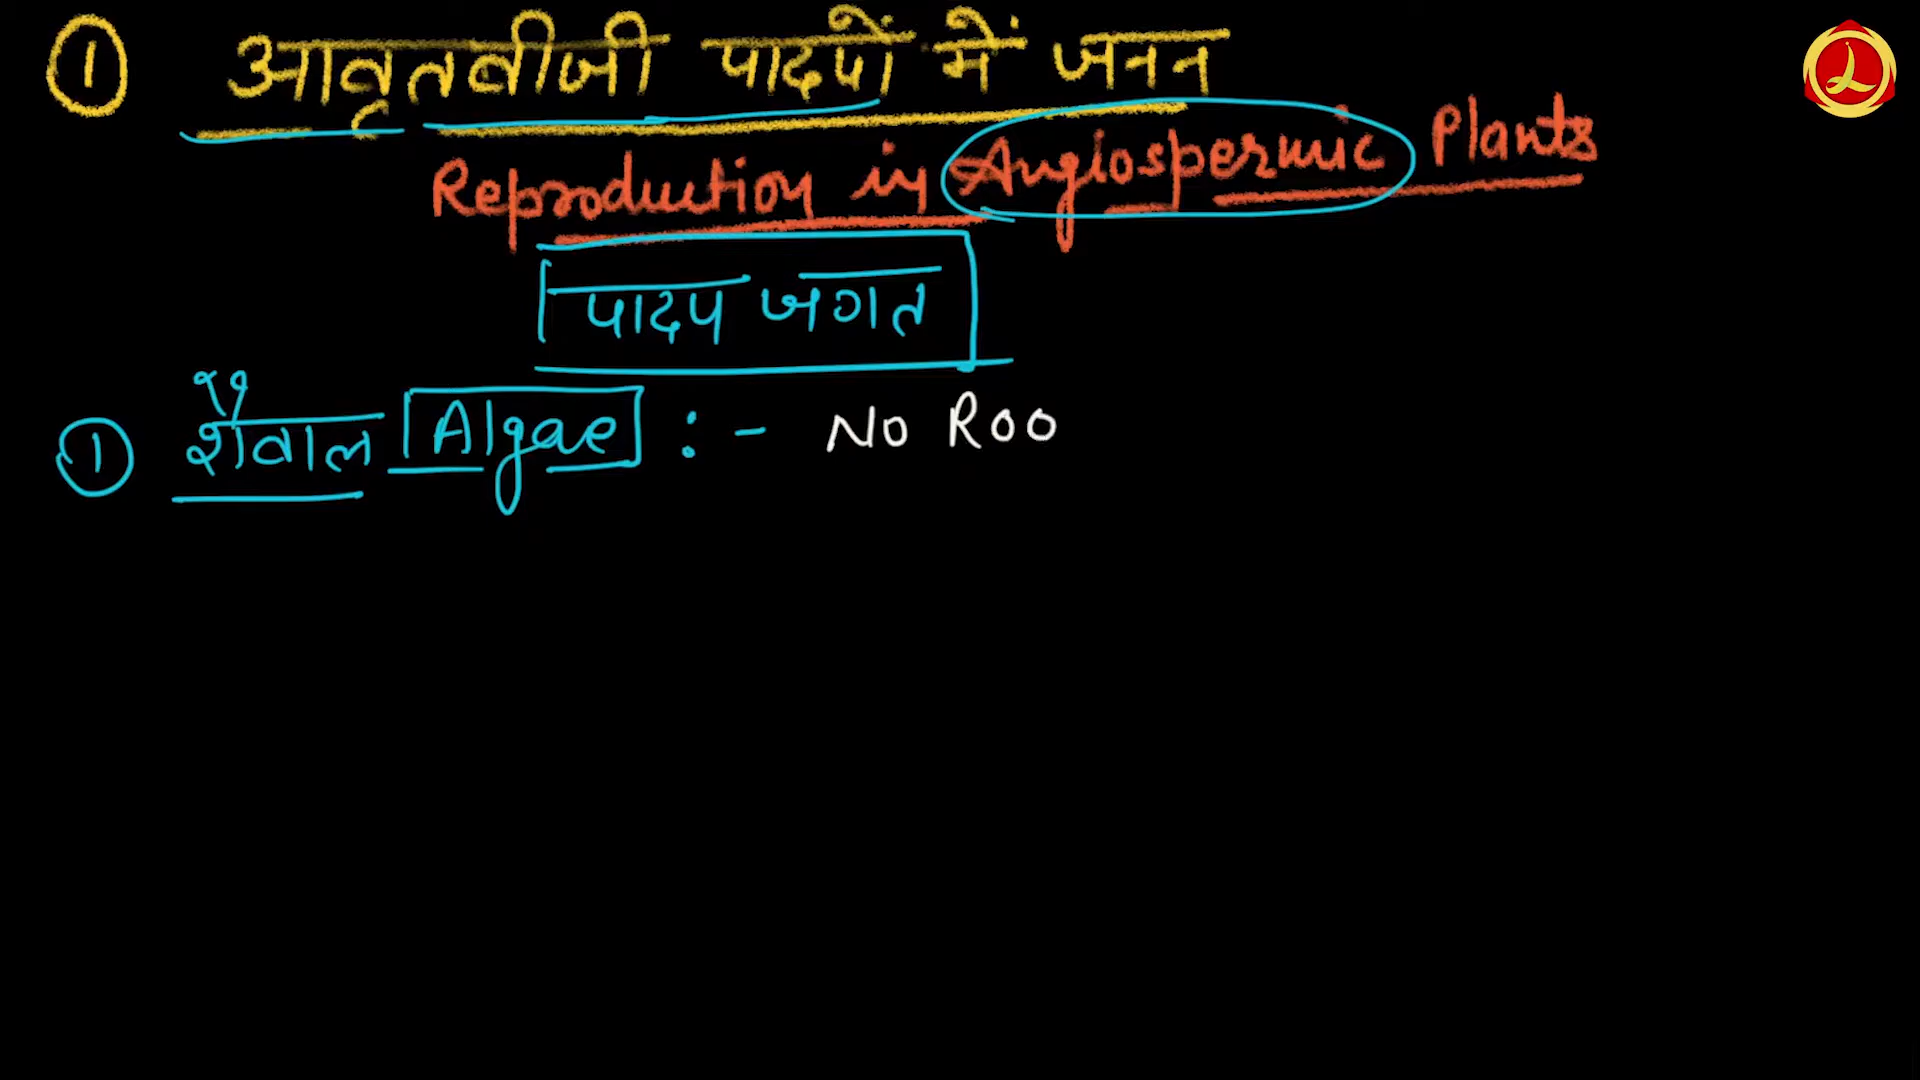 ① आवृतबीजी पादपों में जनन
Reproduction in Angiospermic Plants
पादप जगत
① शैवाल Algae :- No Roo